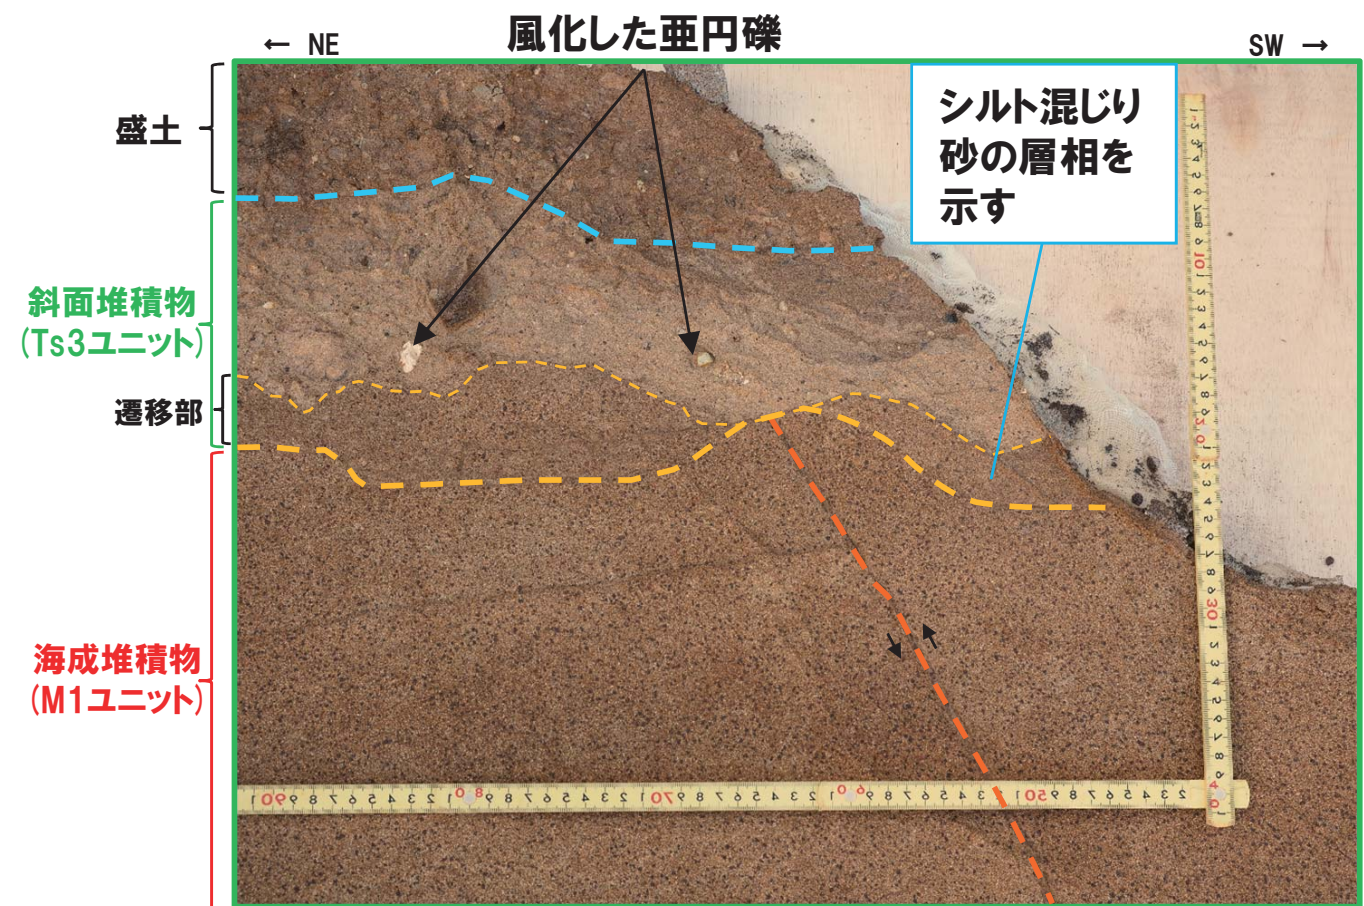 ← NE
風化した亜円礫
SW →
盛土
シルト混じり
砂の層相を
示す
斜面堆積物
(Ts3ユニット)
遷移部
海成堆積物
(M1ユニット)